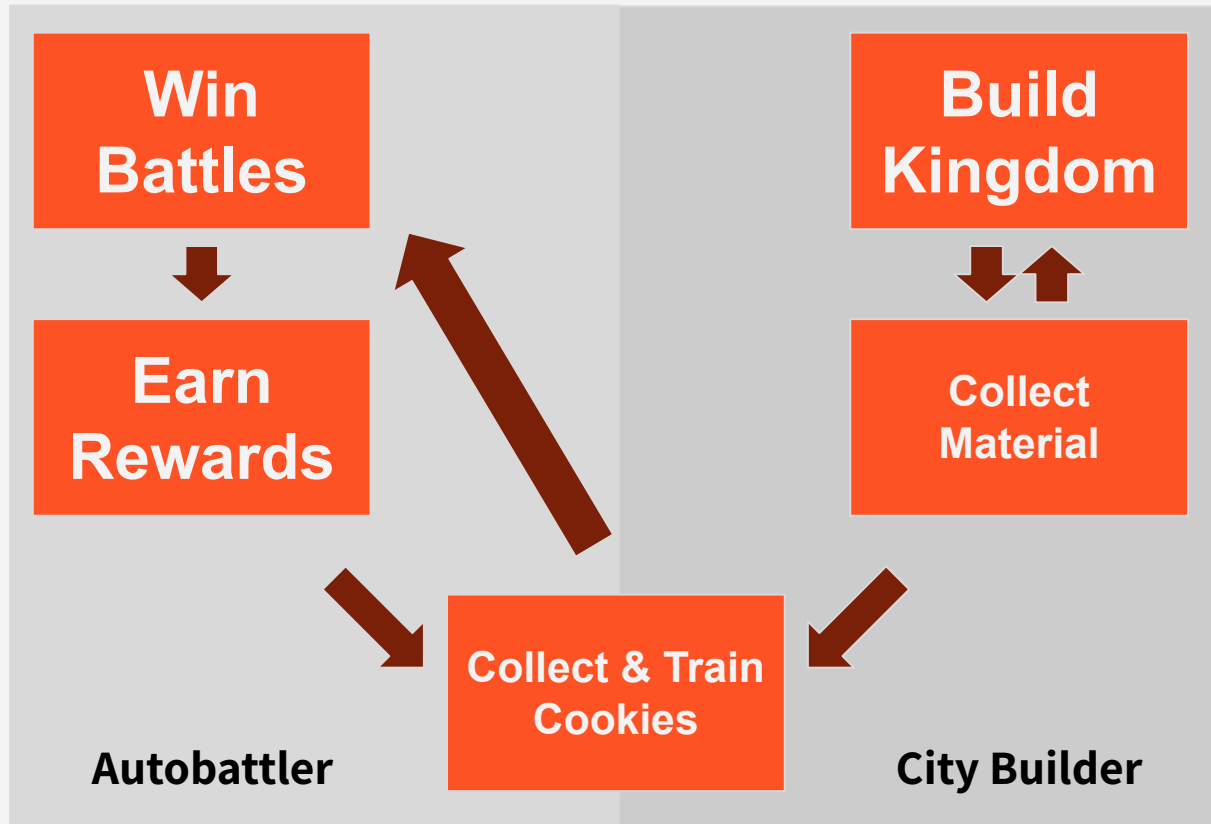 Win
Battles
Build
Kingdom
Earn
Rewards
Collect
Material
Collect & Train
Cookies
Autobattler
City Builder